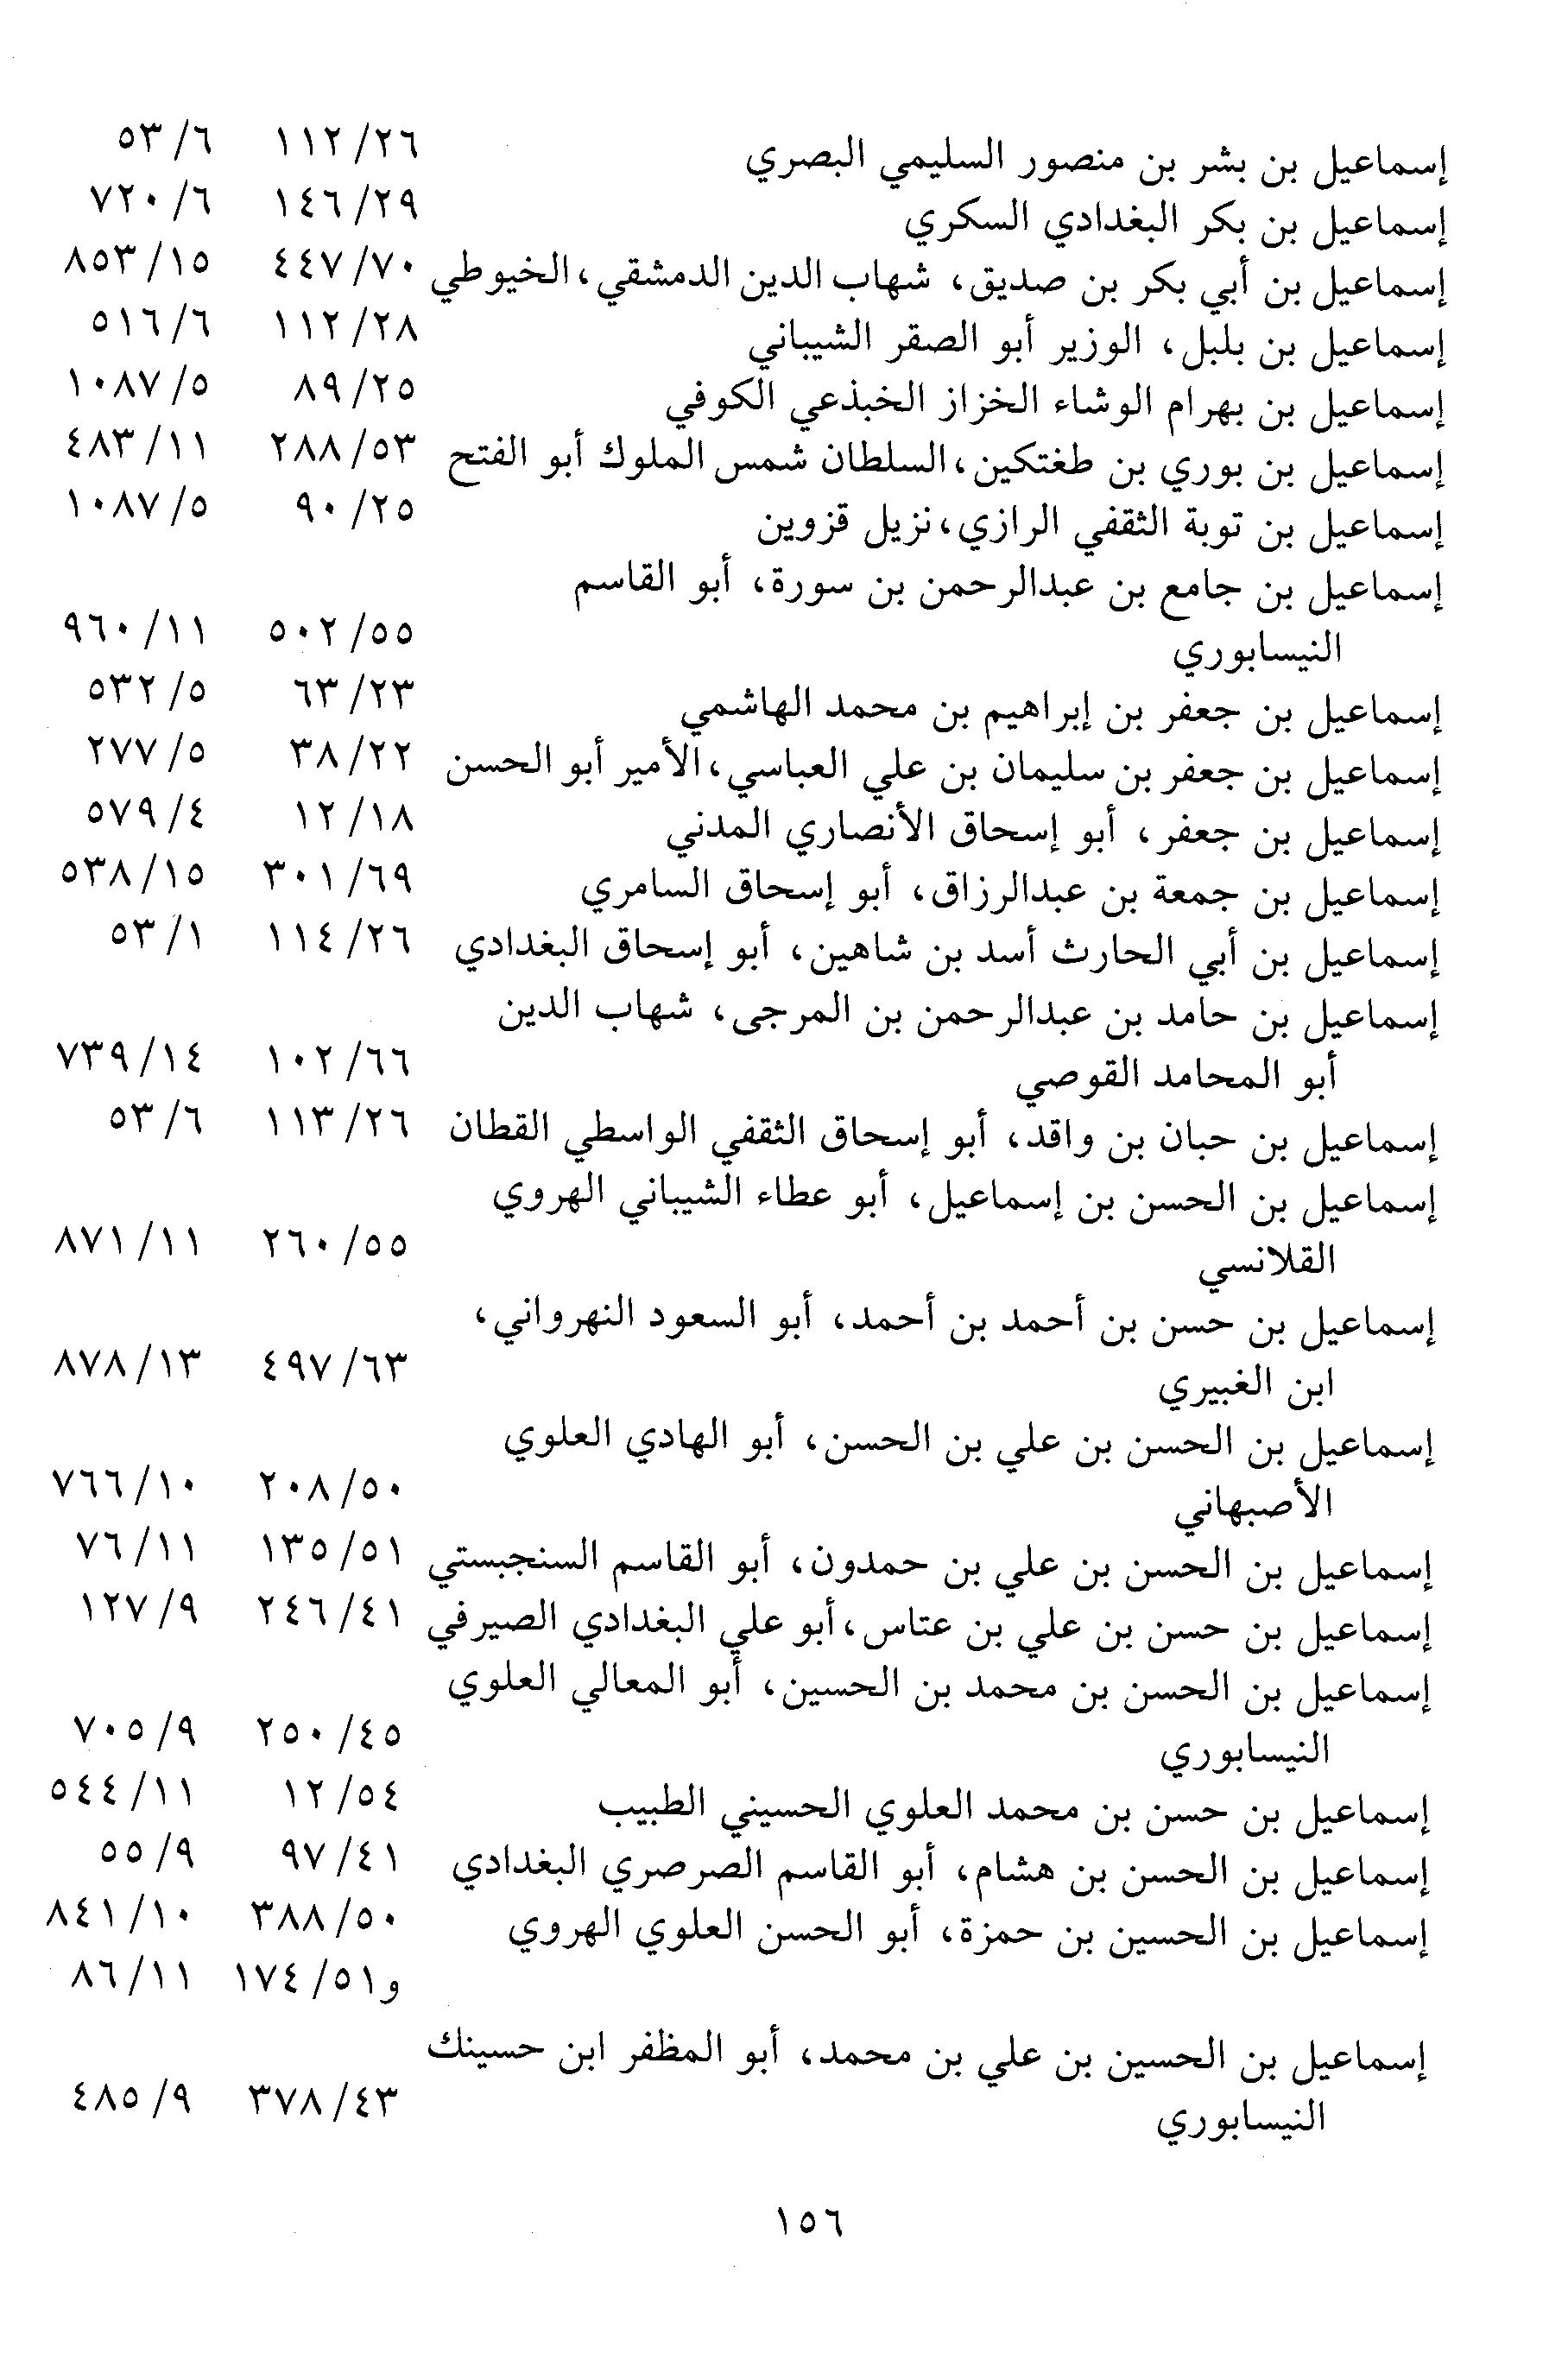 إسماعيل بن بشر بن منصور السليمي البصري ٢٦/ ١١٢ ٦/ ٥٣
إسماعيل بن بكر البغدادي السكري ٢٩/ ١٤٦ ٦/ ٧٢٠
إسماعيل بن أبي بكر بن صديق، شهاب الدين الدمشقي، الخيوطي ٧٠/ ٤٤٧ ١٥/ ٨٥٣
إسماعيل بن بلبل، الوزير أبو الصقر الشيباني ٢٨/ ١١٢ ٦/ ٥١٦
إسماعيل بن بهرام الوشاء الخزاز الخبذعي الكوفي ٢٥/ ٨٩ ٥/ ١٠٨٧
إسماعيل بن بوري بن طغتكين، السلطان شمس الملوك أبو الفتح ٥٣/ ٢٨٨ ١١/ ٤٨٣
إسماعيل بن توبة الثقفي الرازي، نزيل قزوين ٢٥/ ٩٠ ٥/ ١٠٨٧
إسماعيل بن جامع بن عبدالرحمن بن سورة، أبو القاسم
النيسابوري ٥٥/ ٥٠٢ ١١/ ٩٦٠
إسماعيل بن جعفر بن إبراهيم بن محمد الهاشمي ٢٣/ ٦٣ ٥/ ٥٣٢
إسماعيل بن جعفر بن سليمان بن علي العباسي، الأمير أبو الحسن ٢٢/ ٣٨ ٥/ ٢٧٧
إسماعيل بن جعفر، أبو إسحاق الأنصاري المدني ١٨/ ١٢ ٤/ ٥٧٩
إسماعيل بن جمعة بن عبدالرزاق، أبو إسحاق السامري ٦٩/ ٣٠١ ١٥/ ٥٣٨
إسماعيل بن أبي الحارث أسد بن شاهين، أبو إسحاق البغدادي ٢٦/ ١١٤ ١/ ٥٣
إسماعيل بن حامد بن عبدالرحمن بن المرجى، شهاب الدين
أبو المحامد القوصي ٦٦/ ١٠٢ ١٤/ ٧٣٩
إسماعيل بن حبان بن واقد، أبو إسحاق الثقفي الواسطي القطان ٢٦/ ١١٣ ٦/ ٥٣
إسماعيل بن الحسن بن إسماعيل، أبو عطاء الشيباني الهروي
القلانسي ٥٥/ ٢٦٠ ١١/ ٨٧١
إسماعيل بن حسن بن أحمد بن أحمد، أبو السعود النهرواني،
ابن الغبيري ٦٣/ ٤٩٧ ١٣/ ٨٧٨
إسماعيل بن الحسن بن علي بن الحسن، أبو الهادي العلوي
الأصبهاني ٥٠/ ٢٠٨ ١٠/ ٧٦٦
إسماعيل بن الحسن بن علي بن حمدون، أبو القاسم السنجبستي ٥١/ ١٣٥ ١١/ ٧٦
إسماعيل بن حسن بن علي بن عتاس، أبو علي البغدادي الصيرفي ٤١/ ٢٤٦ ٩/ ١٢٧
إسماعيل بن الحسن بن محمد بن الحسين، أبو المعالي العلوي
النيسابوري ٤٥/ ٢٥٠ ٩/ ٧٠٥
إسماعيل بن حسن بن محمد العلوي الحسيني الطبيب ٥٤/ ١٢ ١١/ ٥٤٤
إسماعيل بن الحسن بن هشام، أبو القاسم الصرصري البغدادي ٤١/ ٩٧ ٩/ ٥٥
إسماعيل بن الحسين بن حمزة، أبو الحسن العلوي الهروي ٥٠/ ٣٨٨ ١٠/ ٨٤١
و٥١/ ١٧٤ ١١/ ٨٦
إسماعيل بن الحسين بن علي بن محمد، أبو المظفر ابن حسينك
النيسابوري ٤٣/ ٣٧٨ ٩/ ٤٨٥
١٥٦